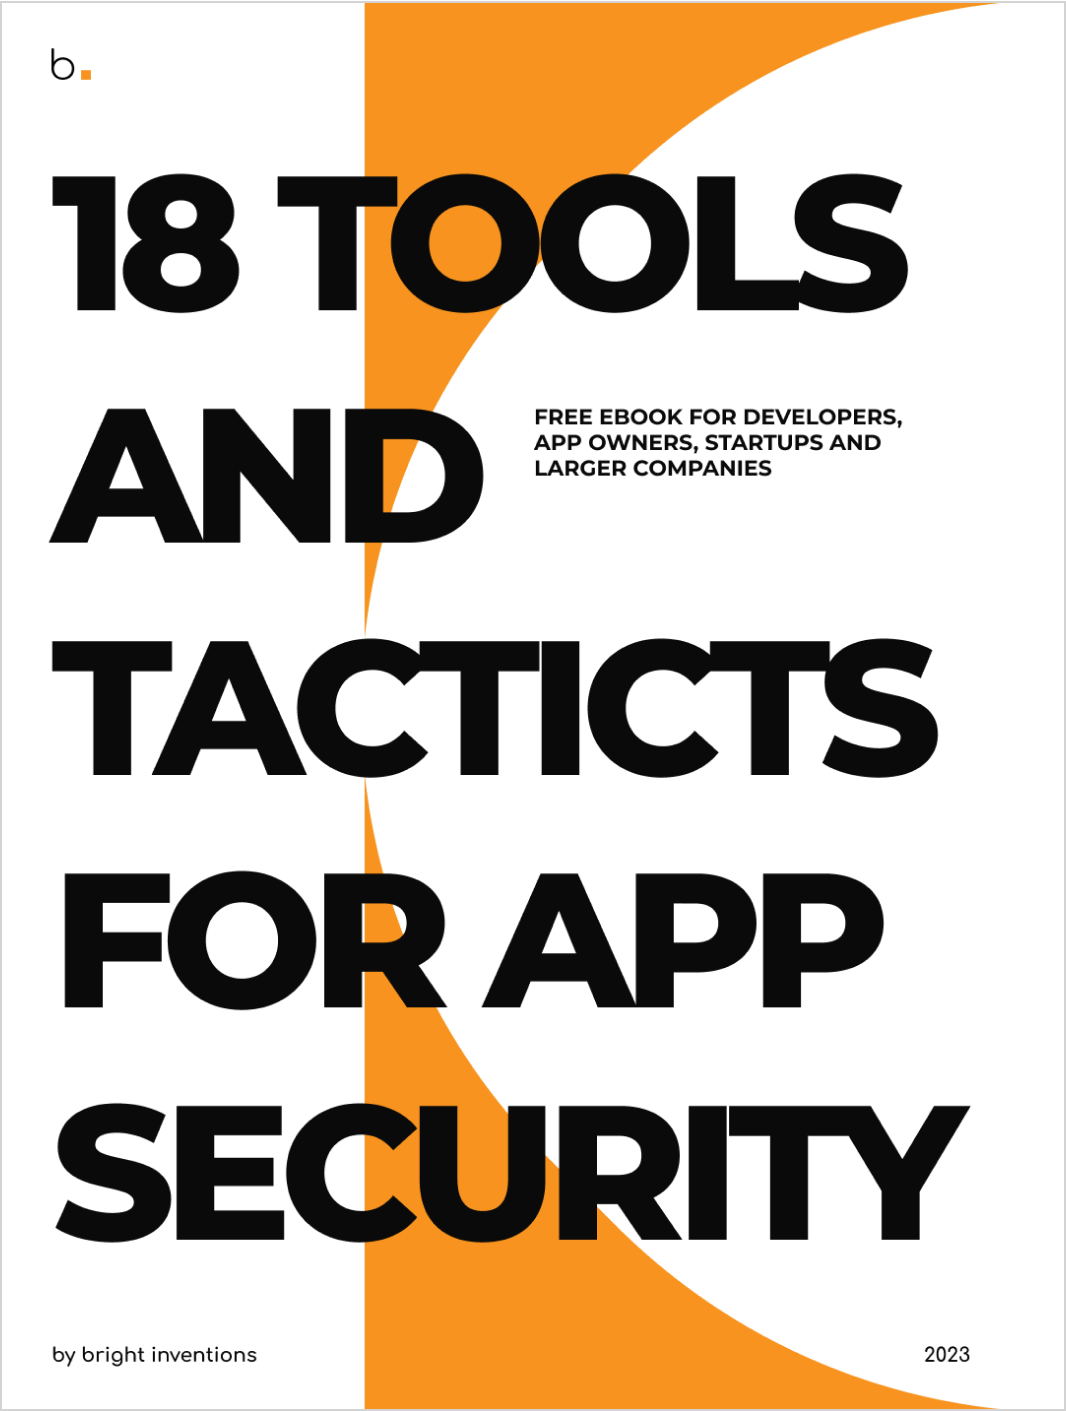 b.
18 TOOLS
AND
FREE EBOOK FOR DEVELOPERS,
APP OWNERS, STARTUPS AND
LARGER COMPANIES
TACTICTS
FOR APP
SECURITY
by bright inventions
2023